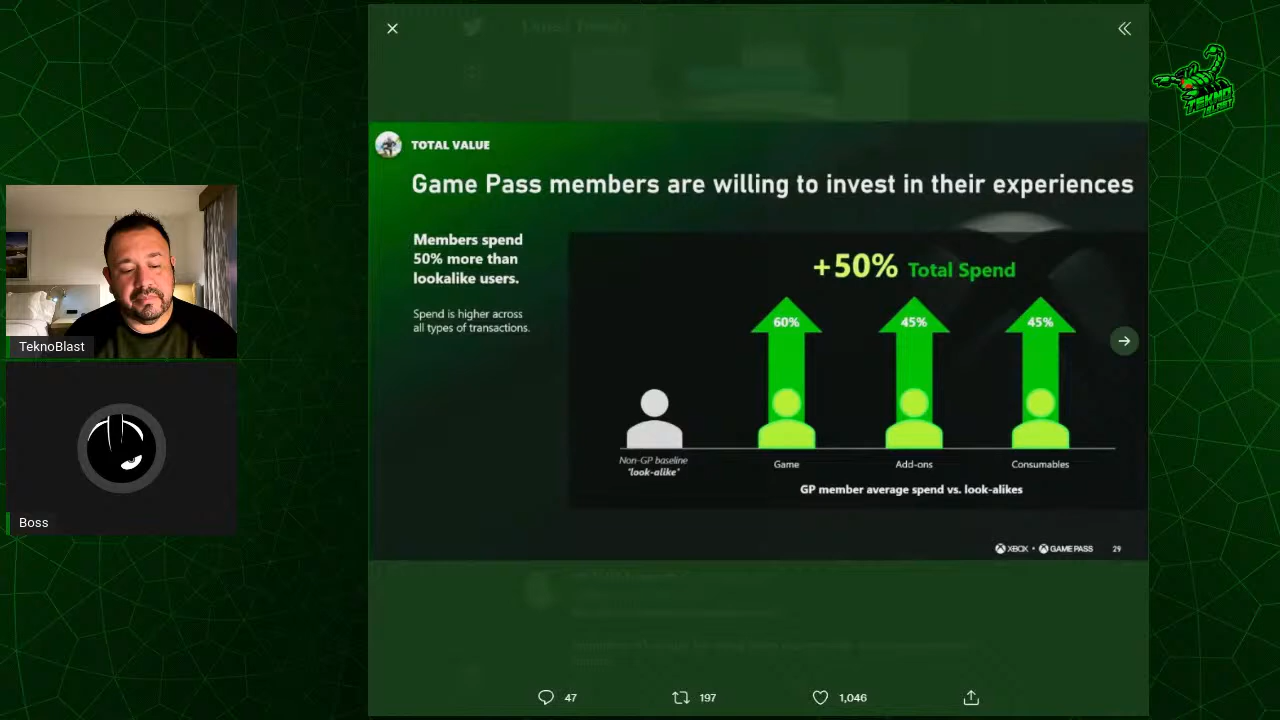 TEKNO
BLAST
TOTAL VALUE
Game Pass members are willing to invest in their experiences
Members spend
50% more than
lookalike users.
Spend is higher across
all types of transactions.
+50% Total Spend
60%
45%
45%
Non-GP baseline
"look-alike"
Game
Add-ons
Consumables
GP member average spend vs. look-alikes
XBOX • GAME PASS
29
TeknoBlast
Boss
47
197
1,046